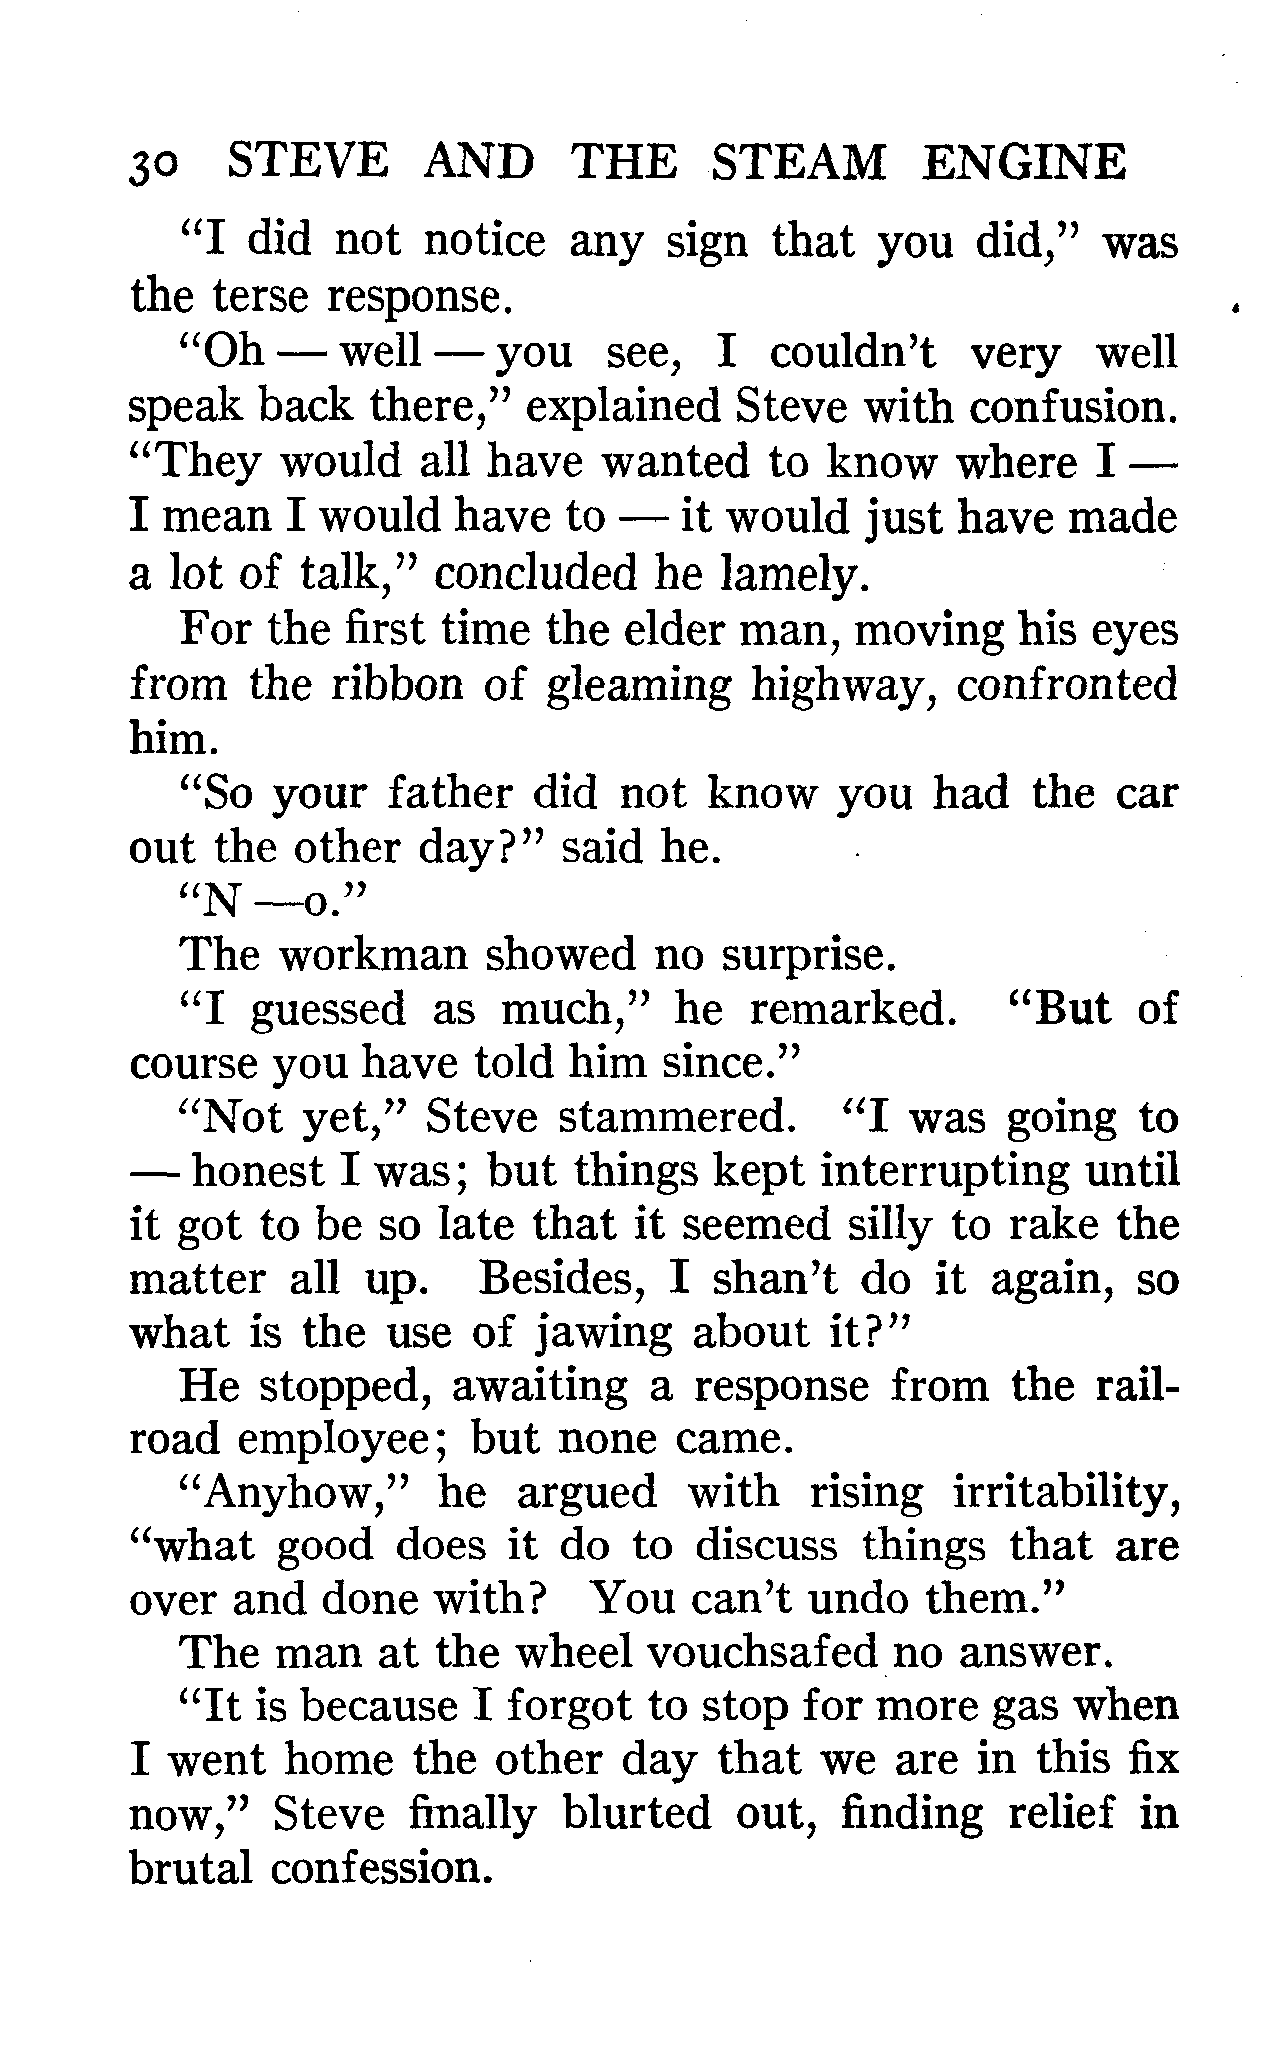 30 STEVE AND THE STEAM ENGINE
"I did not notice any sign that you did," was
the terse response.
"Oh — well — you see, I couldn't very well
speak back there," explained Steve with confusion.
"They would all have wanted to know where I —
I mean I would have to — it would just have made
a lot of talk," concluded he lamely.
For the first time the elder man, moving his eyes
from the ribbon of gleaming highway, confronted
him.
"So your father did not know you had the car
out the other day?" said he.
"N —o."
The workman showed no surprise.
"I guessed as much," he remarked. "But of
course you have told him since."
"Not yet," Steve stammered. "I was going to
— honest I was; but things kept interrupting until
it got to be so late that it seemed silly to rake the
matter all up. Besides, I shan't do it again, so
what is the use of jawing about it?"
He stopped, awaiting a response from the rail-
road employee; but none came.
"Anyhow," he argued with rising irritability,
"what good does it do to discuss things that are
over and done with? You can't undo them."
The man at the wheel vouchsafed no answer.
"It is because I forgot to stop for more gas when
I went home the other day that we are in this fix
now," Steve finally blurted out, finding relief in
brutal confession.